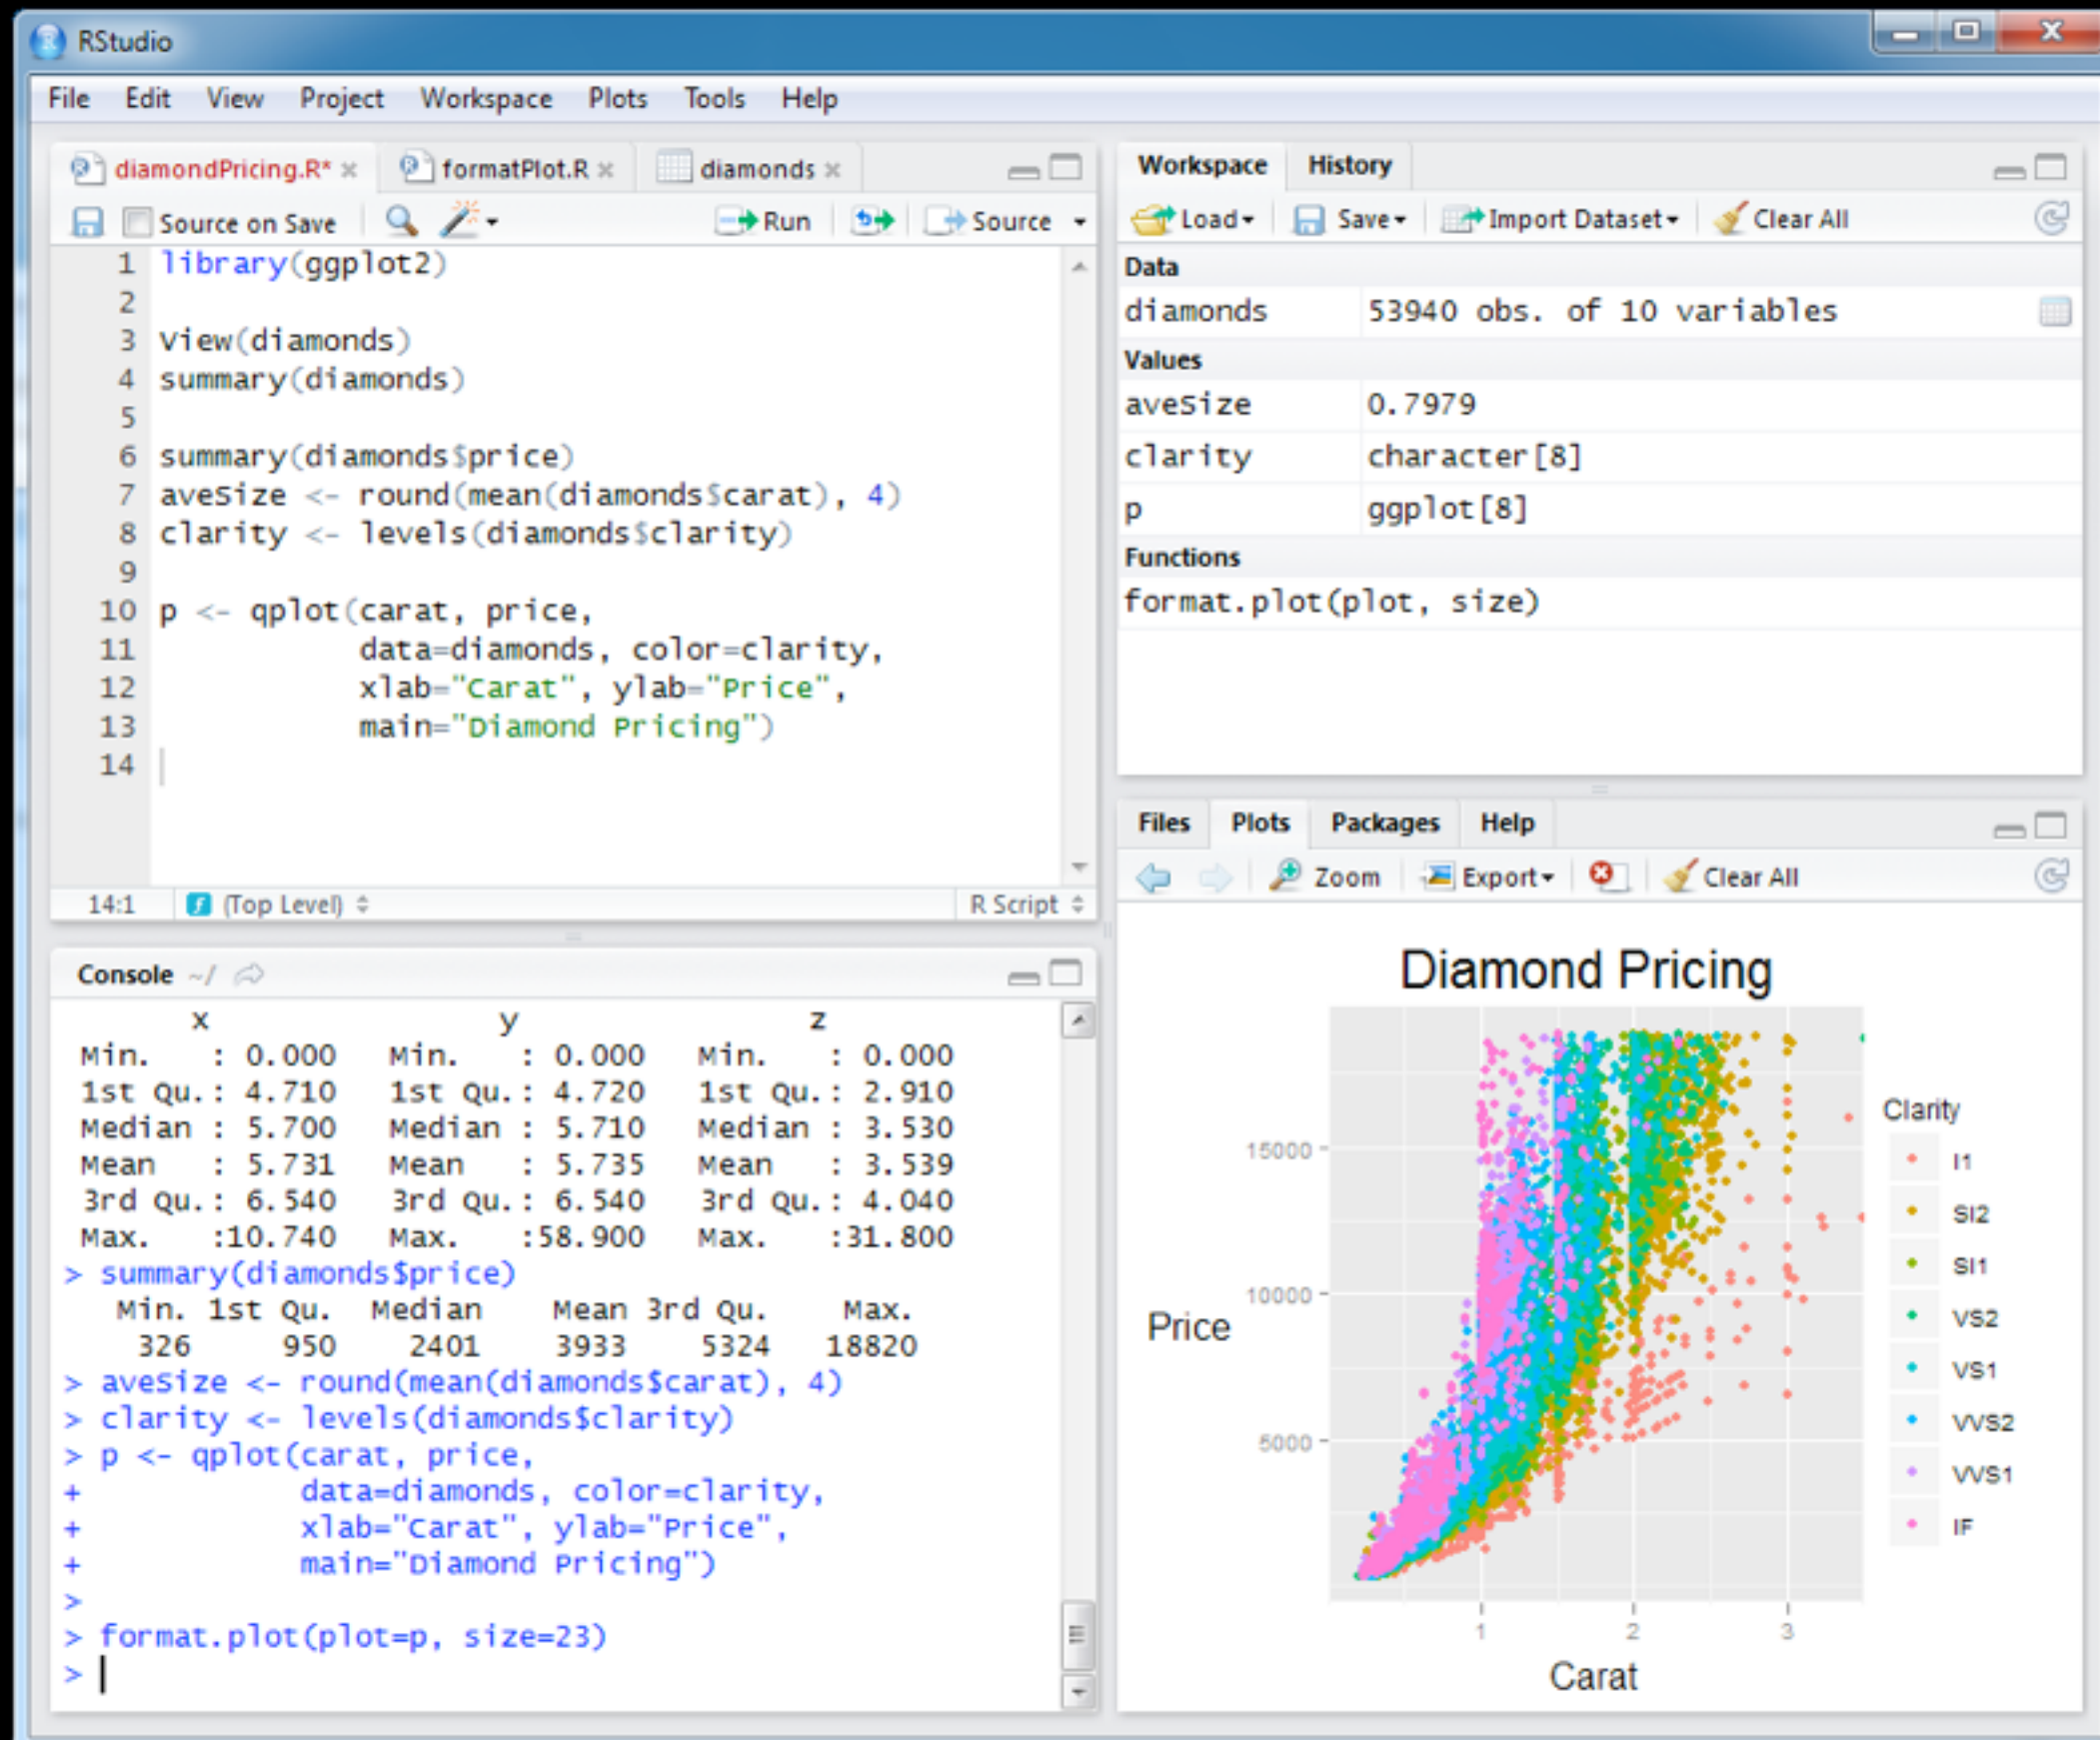 RStudio
File Edit View Project Workspace Plots Tools Help
diamondPricing.R* formatPlot.R diamonds
Source on Save Run Source
1 library(ggplot2)
2
3 View(diamonds)
4 summary(diamonds)
5
6 summary(diamonds$price)
7 aveSize <- round(mean(diamonds$carat), 4)
8 clarity <- levels(diamonds$clarity)
9
10 p <- qplot(carat, price,
11 data=diamonds, color=clarity,
12 xlab="Carat", ylab="Price",
13 main="Diamond Pricing")
14
14:1 (Top Level) R Script
Console ~/
x y z
Min. : 0.000 Min. : 0.000 Min. : 0.000
1st Qu.: 4.710 1st Qu.: 4.720 1st Qu.: 2.910
Median : 5.700 Median : 5.710 Median : 3.530
Mean : 5.731 Mean : 5.735 Mean : 3.539
3rd Qu.: 6.540 3rd Qu.: 6.540 3rd Qu.: 4.040
Max. :10.740 Max. :58.900 Max. :31.800
> summary(diamonds$price)
Min. 1st Qu. Median Mean 3rd Qu. Max.
326 950 2401 3933 5324 18820
> aveSize <- round(mean(diamonds$carat), 4)
> clarity <- levels(diamonds$clarity)
> p <- qplot(carat, price,
+ data=diamonds, color=clarity,
+ xlab="Carat", ylab="Price",
+ main="Diamond Pricing")
>
> format.plot(plot=p, size=23)
>
Workspace History
Load Save Import Dataset Clear All
Data
diamonds 53940 obs. of 10 variables
Values
aveSize 0.7979
clarity character[8]
p ggplot[8]
Functions
format.plot(plot, size)
Files Plots Packages Help
Zoom Export Clear All
Diamond Pricing
15000
10000
5000
Price
1 2 3
Carat
Clarity
I1
SI2
SI1
VS2
VS1
VVS2
VVS1
IF